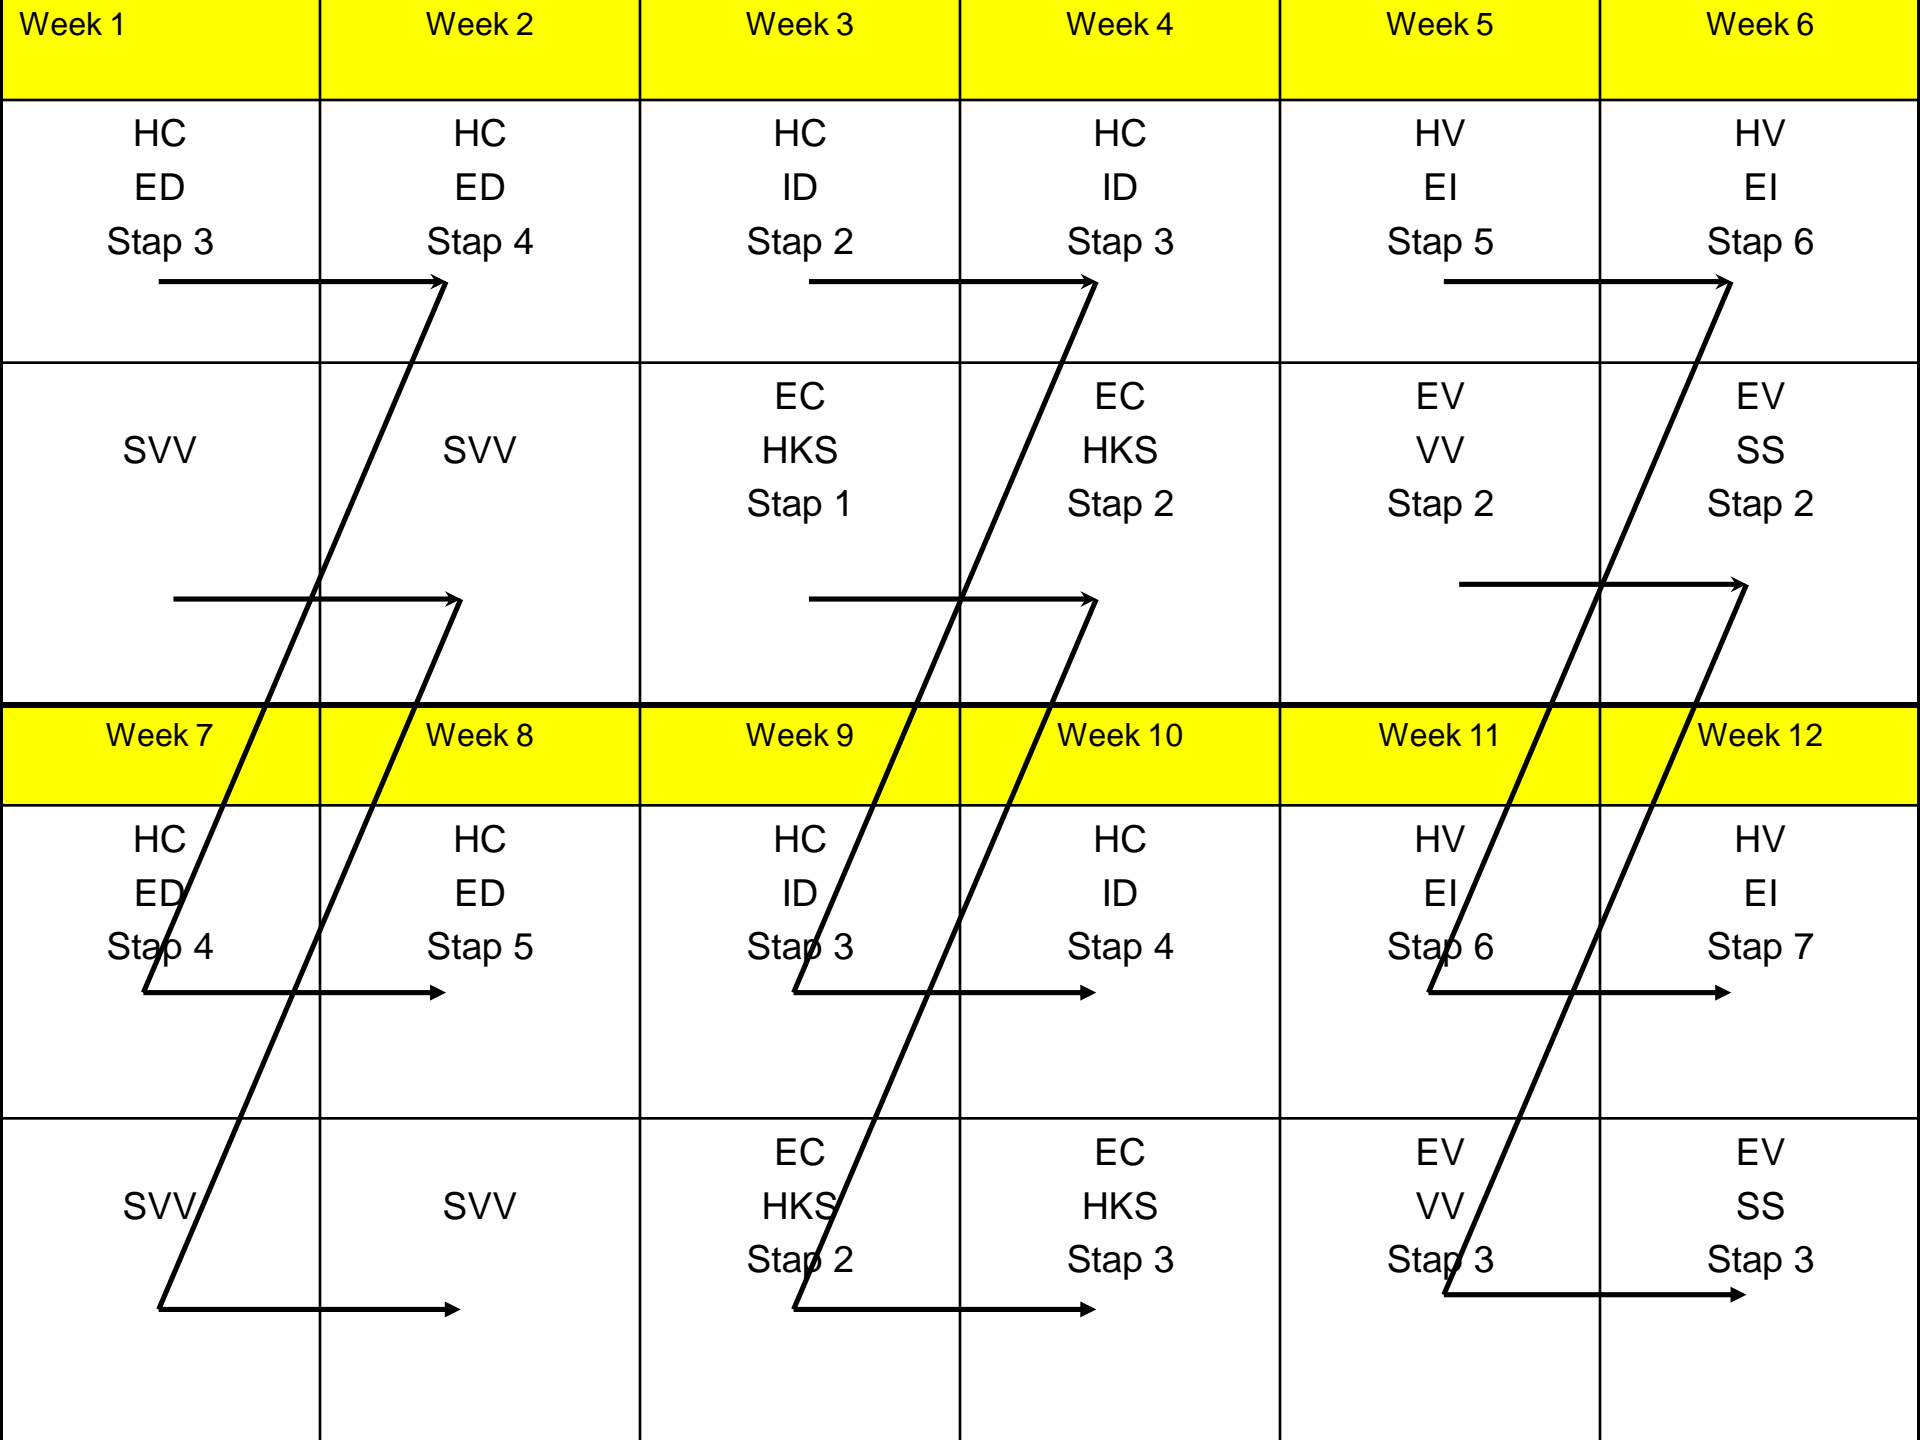 Week 1 Week 2 Week 3 Week 4 Week 5 Week 6
HC HC HC HC HV HV
ED ED ID ID EI EI
Stap 3 Stap 4 Stap 2 Stap 3 Stap 5 Stap 6
EC EC EV EV
SVV SVV HKS HKS VV SS
Stap 1 Stap 2 Stap 2 Stap 2
Week 7 Week 8 Week 9 Week 10 Week 11 Week 12
HC HC HC HC HV HV
ED ED ID ID EI EI
Stap 4 Stap 5 Stap 3 Stap 4 Stap 6 Stap 7
EC EC EV EV
SVV SVV HKS HKS VV SS
Stap 2 Stap 3 Stap 3 Stap 3